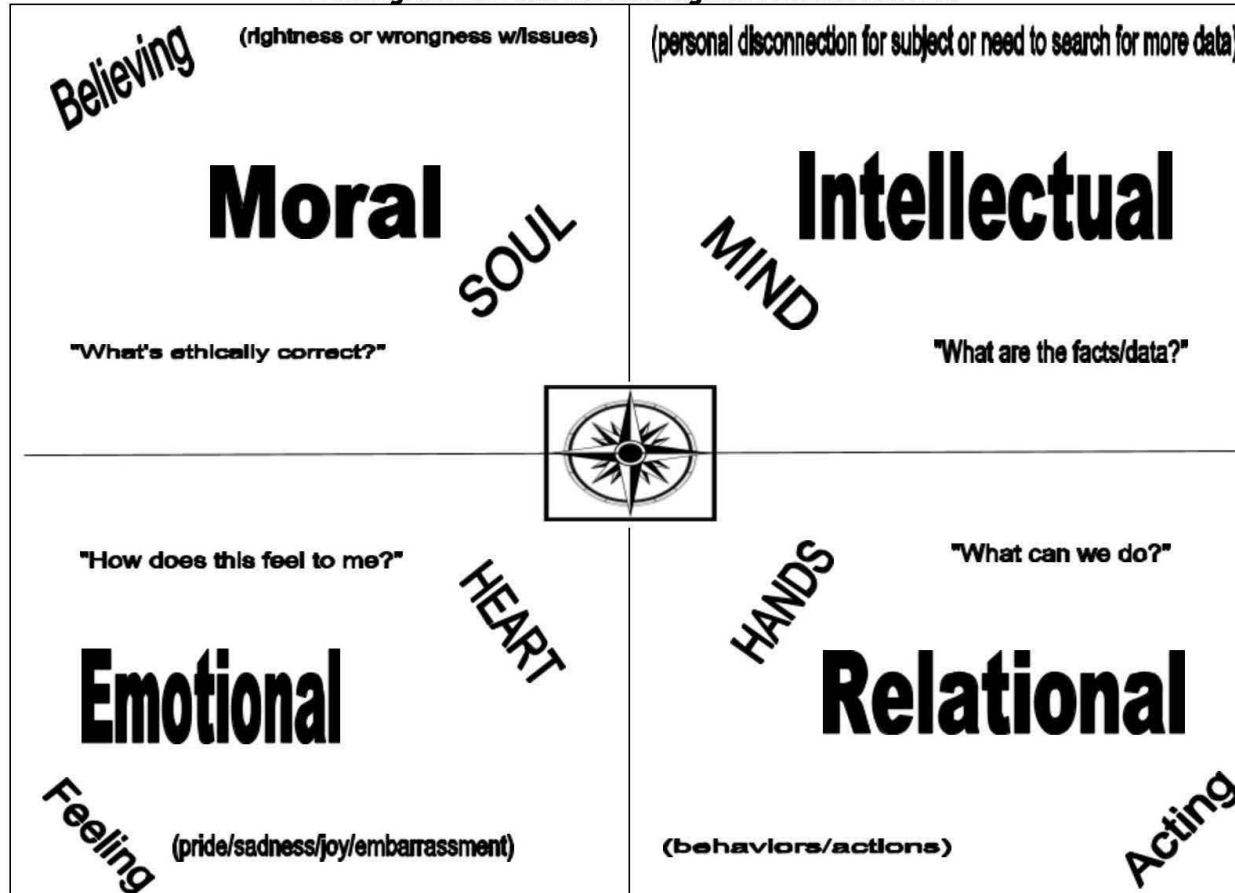 Believing
(rightness or wrongness w/issues)
Moral
SOUL
"What's ethically correct?"
(personal disconnection for subject or need to search for more data)
Intellectual
MIND
"What are the facts/data?"
"How does this feel to me?"
HEART
Emotional
Feeling
(pride/sadness/joy/embarrassment)
"What can we do?"
HANDS
Relational
Acting
(behaviors/actions)